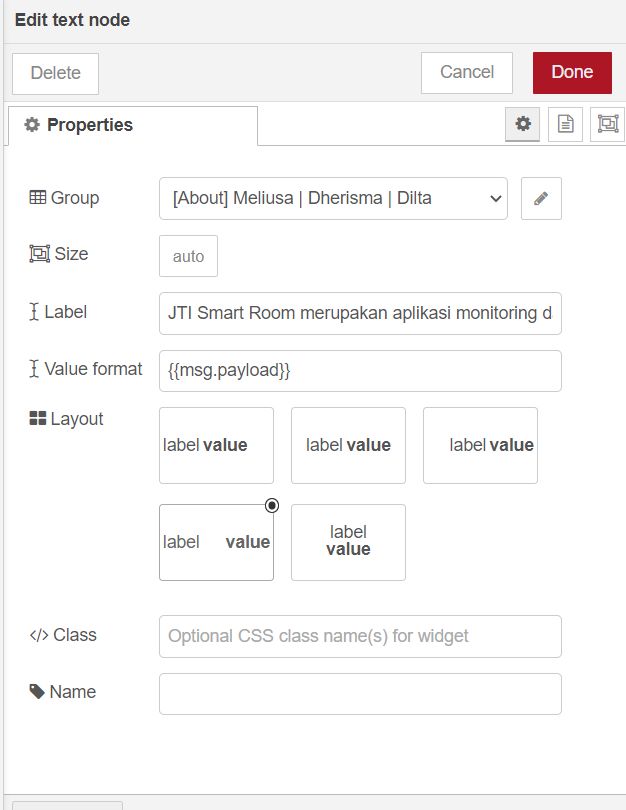 Edit text node
Delete
Cancel
Done
Properties
Group
[About] Meliusa | Dherisma | Dilta
Size
auto
Label
JTI Smart Room merupakan aplikasi monitoring d
Value format
{{msg.payload}}
Layout
label value
label value
label value
label value
label
value
</> Class
Optional CSS class name(s) for widget
Name